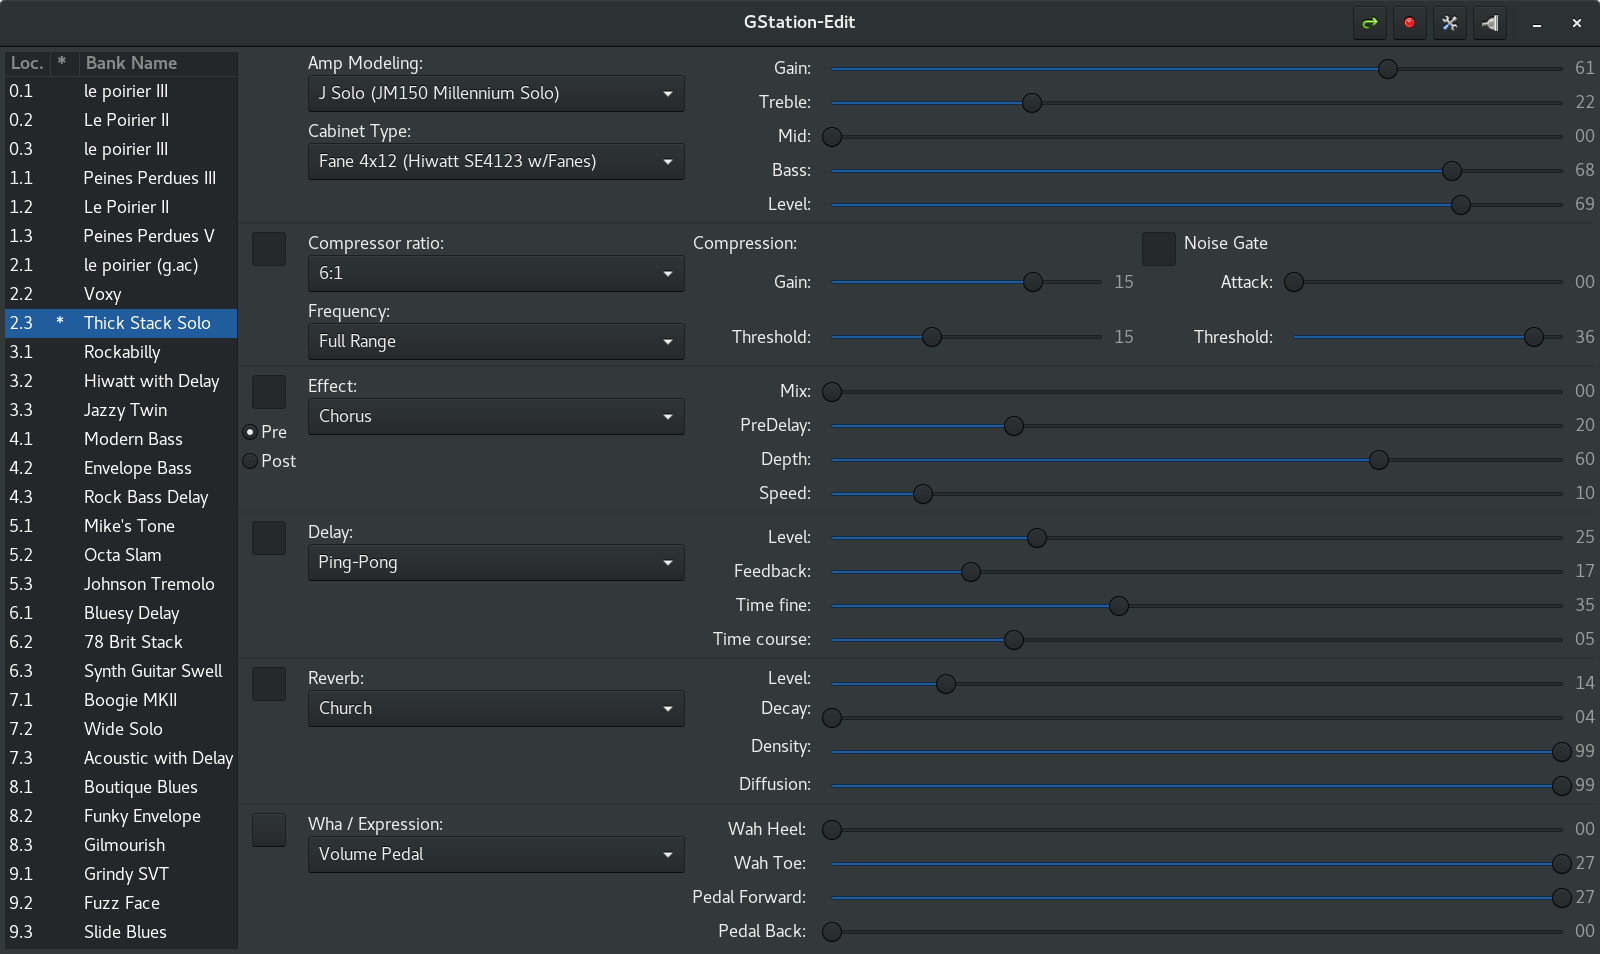 GStation-Edit
Loc. * Bank Name
0.1 le poirier III
0.2 Le Poirier II
0.3 le poirier III
1.1 Peines Perdues III
1.2 Le Poirier II
1.3 Peines Perdues V
2.1 le poirier (g.ac)
2.2 Voxy
2.3 * Thick Stack Solo
3.1 Rockabilly
3.2 Hiwatt with Delay
3.3 Jazzy Twin
4.1 Modern Bass
4.2 Envelope Bass
4.3 Rock Bass Delay
5.1 Mike's Tone
5.2 Octa Slam
5.3 Johnson Tremolo
6.1 Bluesy Delay
6.2 78 Brit Stack
6.3 Synth Guitar Swell
7.1 Boogie MKII
7.2 Wide Solo
7.3 Acoustic with Delay
8.1 Boutique Blues
8.2 Funky Envelope
8.3 Gilmourish
9.1 Grindy SVT
9.2 Fuzz Face
9.3 Slide Blues
Amp Modeling:
J Solo (JM150 Millennium Solo)
Cabinet Type:
Fane 4x12 (Hiwatt SE4123 w/Fanes)
Gain: 61
Treble: 22
Mid: 00
Bass: 68
Level: 69
Compressor ratio:
6:1
Frequency:
Full Range
Compression:
Gain: 15
Threshold: 15
Noise Gate
Attack: 00
Threshold: 36
Effect:
Chorus
Pre
Post
Mix: 00
PreDelay: 20
Depth: 60
Speed: 10
Delay:
Ping-Pong
Level: 25
Feedback: 17
Time fine: 35
Time course: 05
Reverb:
Church
Level: 14
Decay: 04
Density: 99
Diffusion: 99
Wha / Expression:
Volume Pedal
Wah Heel: 00
Wah Toe: 27
Pedal Forward: 27
Pedal Back: 00